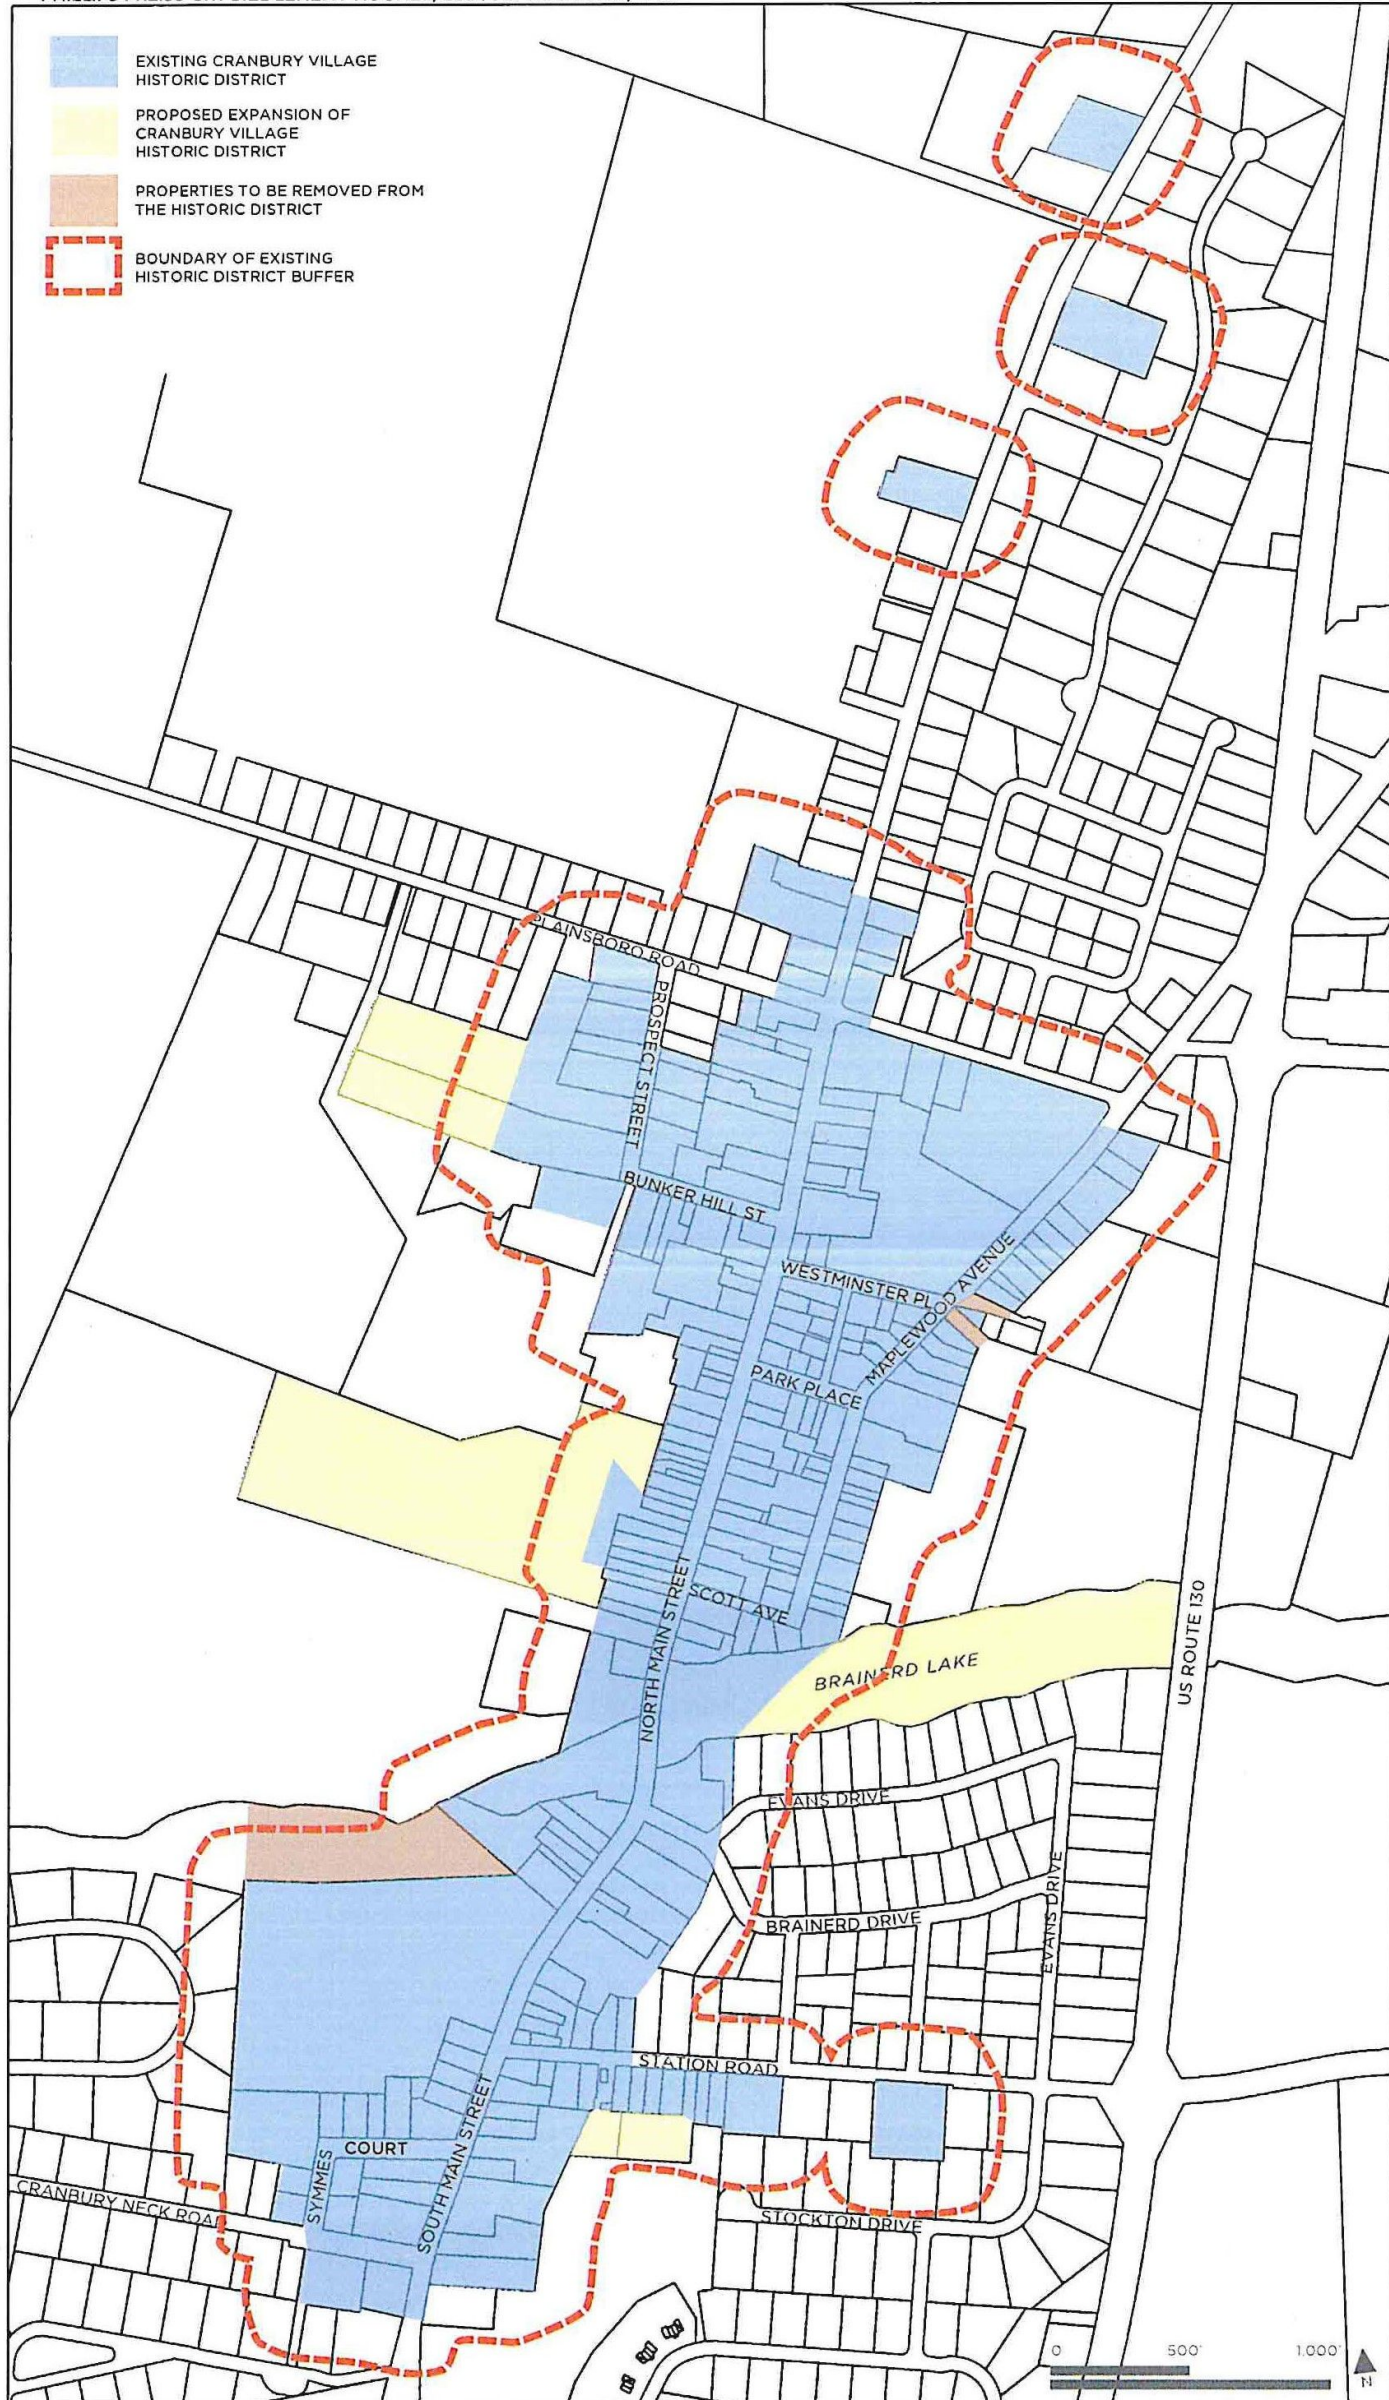 EXISTING CRANBURY VILLAGE
HISTORIC DISTRICT
PROPOSED EXPANSION OF
CRANBURY VILLAGE
HISTORIC DISTRICT
PROPERTIES TO BE REMOVED FROM
THE HISTORIC DISTRICT
BOUNDARY OF EXISTING
HISTORIC DISTRICT BUFFER
PLAINSBORO ROAD
PROSPECT STREET
BUNKER HILL ST
WESTMINSTER PL
MAPLEWOOD AVENUE
PARK PLACE
NORTH MAIN STREET
SCOTT AVE
BRAINERD LAKE
US ROUTE 130
EVANS DRIVE
BRAINERD DRIVE
EVANS DRIVE
STATION ROAD
COURT
SYMMES
SOUTH MAIN STREET
CRANBURY NECK ROAD
STOCKTON DRIVE
0 500' 1,000'
N